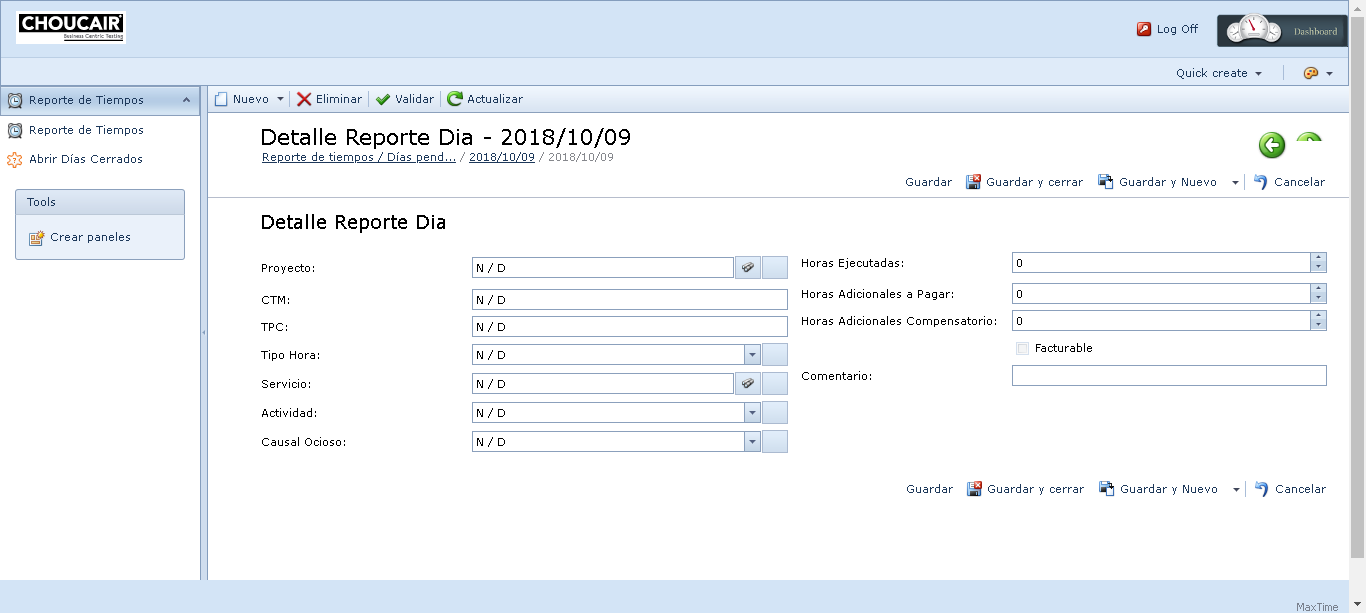 CHOUCAIR
Business Centric Testing
Log Off
Dashboard
Quick create
Reporte de Tiempos
Reporte de Tiempos
Abrir Días Cerrados
Tools
Crear paneles
Nuevo Eliminar Validar Actualizar
Detalle Reporte Dia - 2018/10/09
Reporte de tiempos / Días pend... / 2018/10/09 / 2018/10/09
Guardar Guardar y cerrar Guardar y Nuevo Cancelar
Detalle Reporte Dia
Proyecto: N / D
CTM: N / D
TPC: N / D
Tipo Hora: N / D
Servicio: N / D
Actividad: N / D
Causal Ocioso: N / D
Horas Ejecutadas: 0
Horas Adicionales a Pagar: 0
Horas Adicionales Compensatorio: 0
Facturable
Comentario:
Guardar Guardar y cerrar Guardar y Nuevo Cancelar
MaxTime